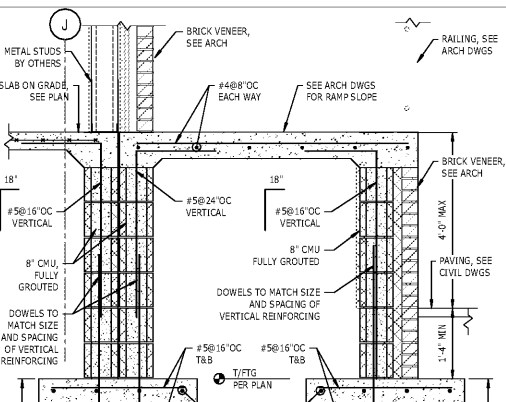 J
METAL STUDS
BY OTHERS
BRICK VENEER,
SEE ARCH
RAILING, SEE
ARCH DWGS
SLAB ON GRADE,
SEE PLAN
#4@8"OC
EACH WAY
SEE ARCH DWGS
FOR RAMP SLOPE
BRICK VENEER,
SEE ARCH
18"
#5@16"OC
VERTICAL
#5@24"OC
VERTICAL
18"
#5@16"OC
VERTICAL
4'-0" MAX
8" CMU,
FULLY
GROUTED
8" CMU
FULLY GROUTED
PAVING, SEE
CIVIL DWGS
DOWELS TO
MATCH SIZE
AND SPACING
OF VERTICAL
REINFORCING
DOWELS TO MATCH SIZE
AND SPACING OF
VERTICAL REINFORCING
1'-4" MIN
#5@16"OC
T&B
#5@16"OC
T&B
T/FTG
PER PLAN